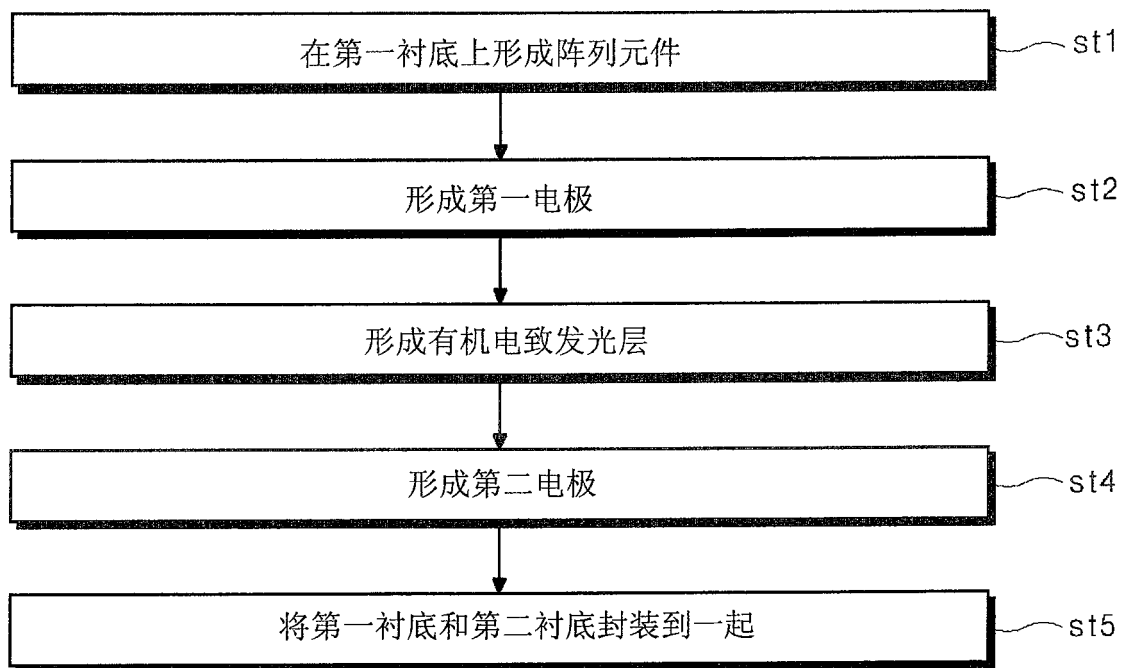 在第一衬底上形成阵列元件 st1
形成第一电极 st2
形成有机电致发光层 st3
形成第二电极 st4
将第一衬底和第二衬底封装到一起 st5